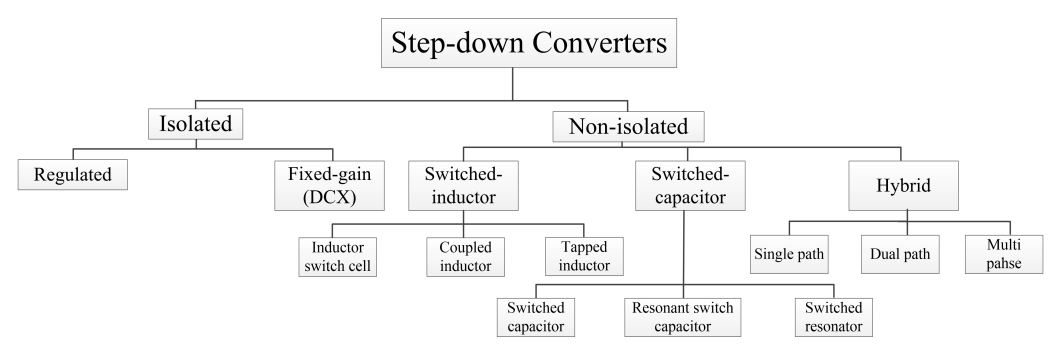 Step-down Converters
Isolated
Non-isolated
Regulated
Fixed-gain
(DCX)
Switched-
inductor
Switched-
capacitor
Hybrid
Inductor
switch cell
Coupled
inductor
Tapped
inductor
Single path
Dual path
Multi
pahse
Switched
capacitor
Resonant switch
capacitor
Switched
resonator